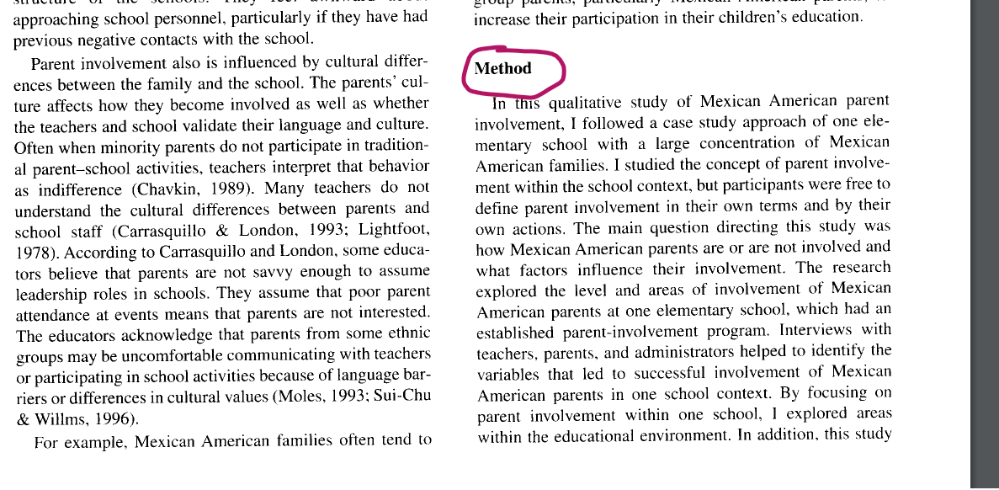 approaching school personnel, particularly if they have had
previous negative contacts with the school.
Parent involvement also is influenced by cultural differ-
ences between the family and the school. The parents' cul-
ture affects how they become involved as well as whether
the teachers and school validate their language and culture.
Often when minority parents do not participate in tradition-
al parent–school activities, teachers interpret that behavior
as indifference (Chavkin, 1989). Many teachers do not
understand the cultural differences between parents and
school staff (Carrasquillo & London, 1993; Lightfoot,
1978). According to Carrasquillo and London, some educa-
tors believe that parents are not savvy enough to assume
leadership roles in schools. They assume that poor parent
attendance at events means that parents are not interested.
The educators acknowledge that parents from some ethnic
groups may be uncomfortable communicating with teachers
or participating in school activities because of language bar-
riers or differences in cultural values (Moles, 1993; Sui-Chu
& Willms, 1996).
For example, Mexican American families often tend to
increase their participation in their children's education.
Method
In this qualitative study of Mexican American parent
involvement, I followed a case study approach of one ele-
mentary school with a large concentration of Mexican
American families. I studied the concept of parent involve-
ment within the school context, but participants were free to
define parent involvement in their own terms and by their
own actions. The main question directing this study was
how Mexican American parents are or are not involved and
what factors influence their involvement. The research
explored the level and areas of involvement of Mexican
American parents at one elementary school, which had an
established parent-involvement program. Interviews with
teachers, parents, and administrators helped to identify the
variables that led to successful involvement of Mexican
American parents in one school context. By focusing on
parent involvement within one school, I explored areas
within the educational environment. In addition, this study